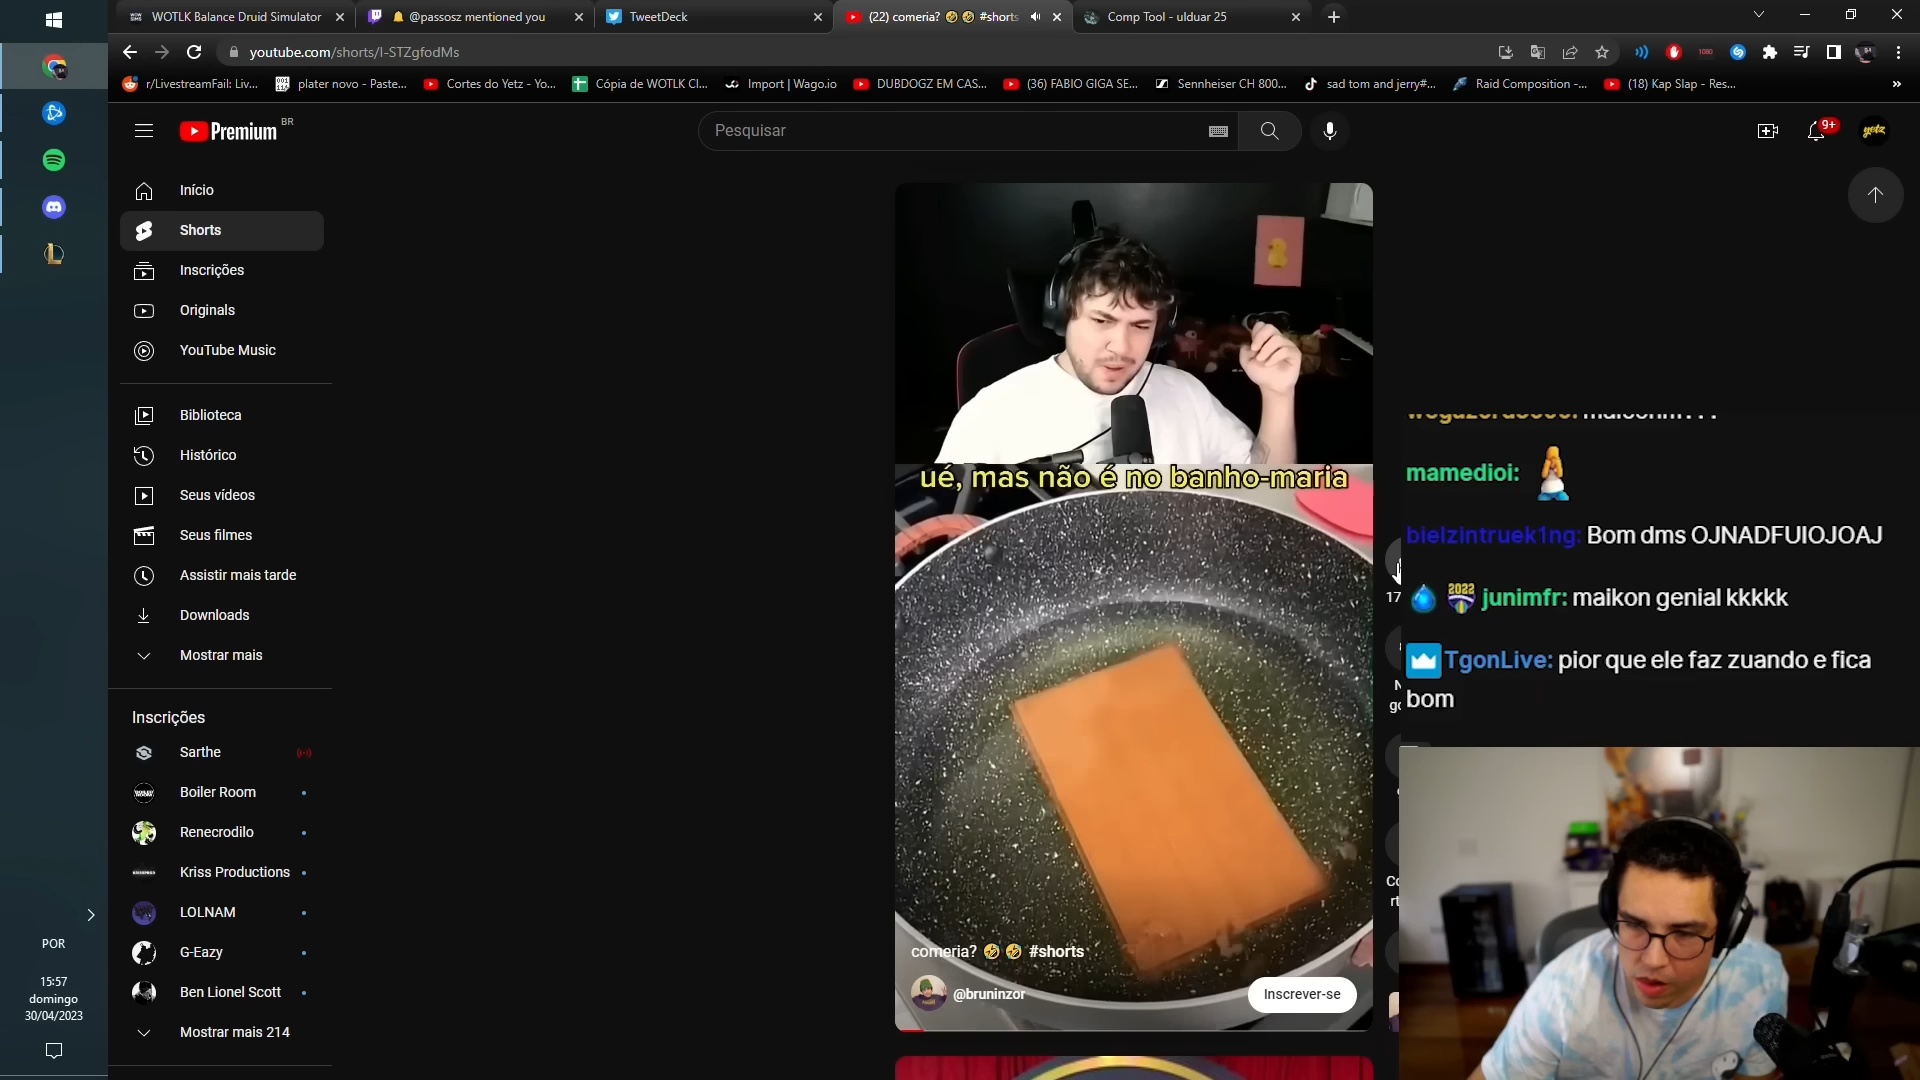 WOTLK Balance Druid Simulator
@passosz mentioned you
TweetDeck
(22) comeria? 🤣 🤣 #shorts
Comp Tool - ulduar 25
youtube.com/shorts/I-STZgfodMs
r/LivestreamFail: Liv...
plater novo - Paste...
Cortes do Yetz - Yo...
Cópia de WOTLK Cl...
Import | Wago.io
DUBDOGZ EM CAS...
(36) FABIO GIGA SE...
Sennheiser CH 800...
sad tom and jerry#...
Raid Composition -...
(18) Kap Slap - Res...
»
Premium BR
Pesquisar
9+
yetz
Início
Shorts
Inscrições
Originals
YouTube Music
Biblioteca
Histórico
Seus vídeos
Seus filmes
Assistir mais tarde
Downloads
Mostrar mais
Inscrições
Sarthe
Boiler Room
Renecrodilo
Kriss Productions
LOLNAM
G-Eazy
Ben Lionel Scott
Mostrar mais 214
POR
15:57
domingo
30/04/2023
ué, mas não é no banho-maria
comeria? 🤣 🤣 #shorts
@bruninzor
Inscrever-se
17
mamedioi:
bielzintruek1ng: Bom dms OJNADFUIOJOAJ
2022 junimfr: maikon genial kkkkk
TgonLive: pior que ele faz zuando e fica
bom